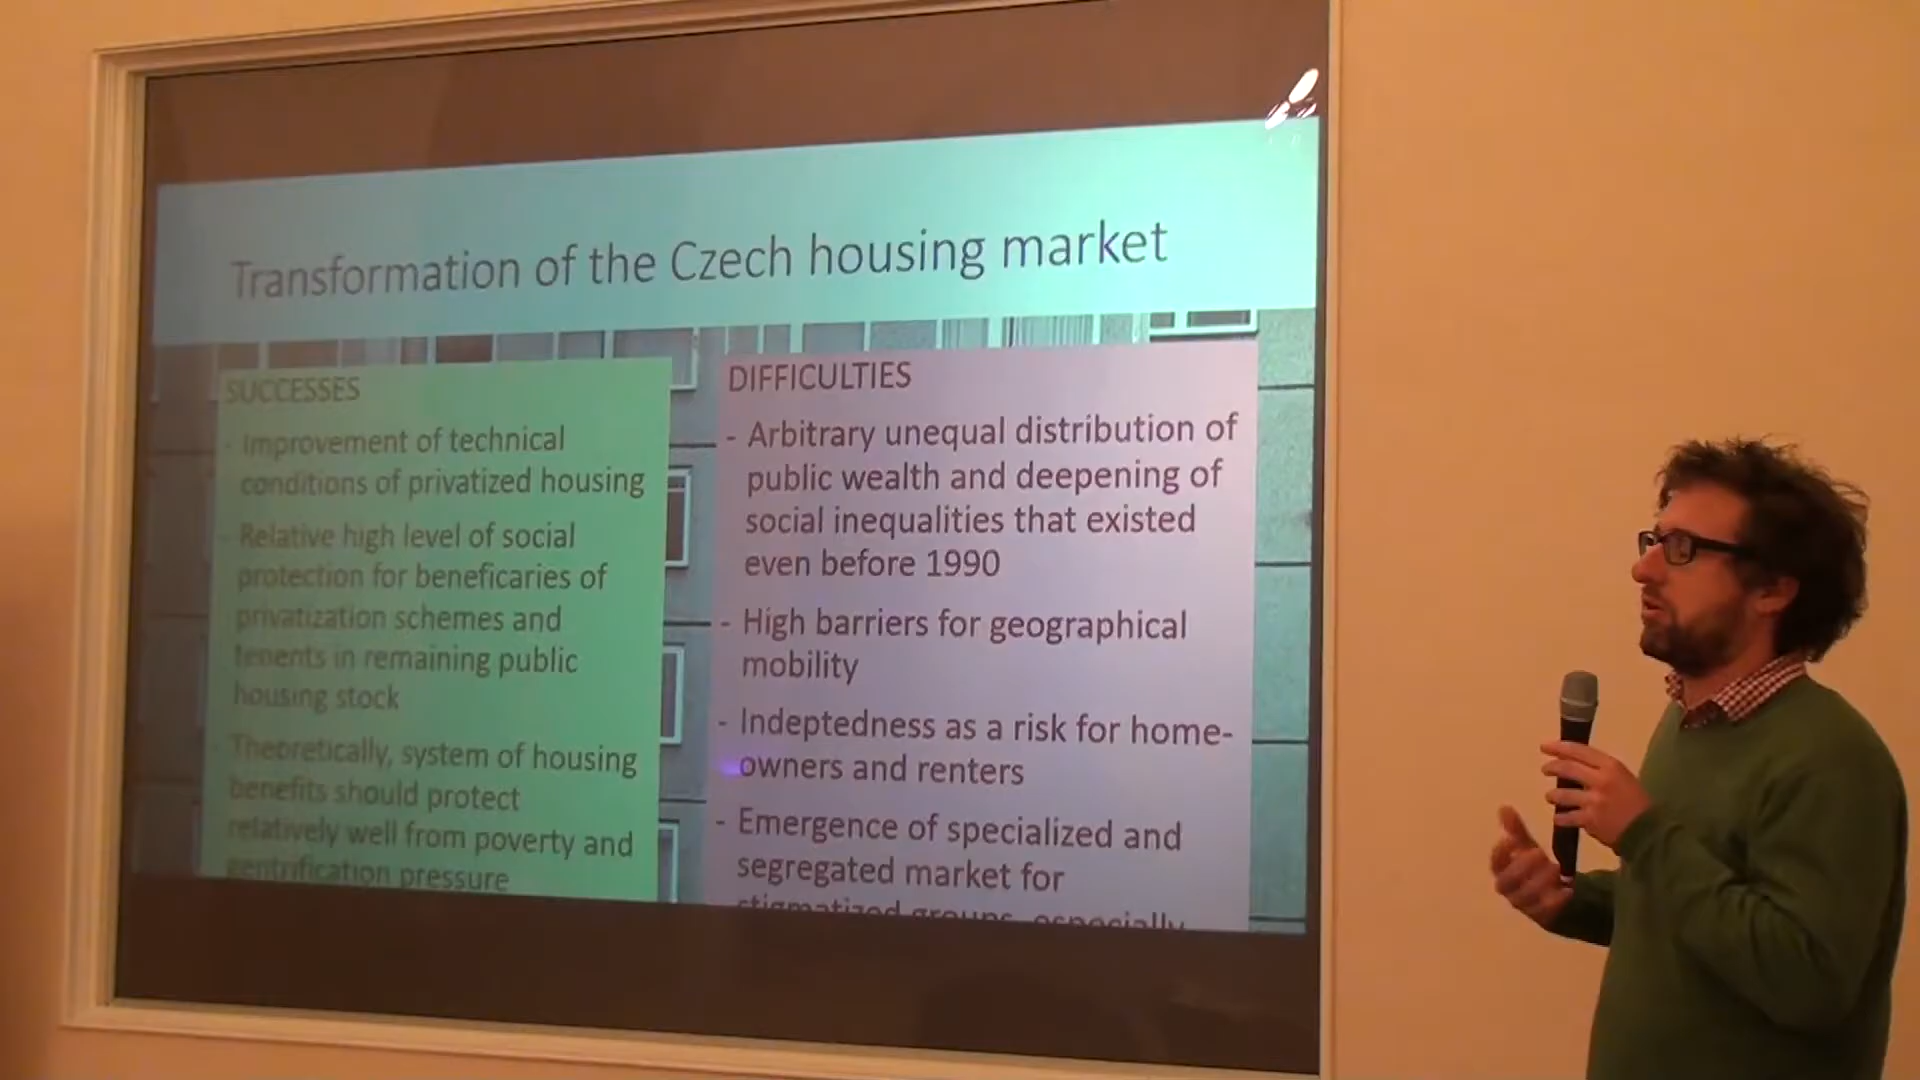 Transformation of the Czech housing market
SUCCESSES
- Improvement of technical
conditions of privatized housing
- Relative high level of social
protection for beneficaries of
privatization schemes and
tenents in remaining public
housing stock
- Theoretically, system of housing
benefits should protect
relatively well from poverty and
gentrification pressure
DIFFICULTIES
- Arbitrary unequal distribution of
public wealth and deepening of
social inequalities that existed
even before 1990
- High barriers for geographical
mobility
- Indeptedness as a risk for home-
owners and renters
- Emergence of specialized and
segregated market for
stigmatized groups, especially